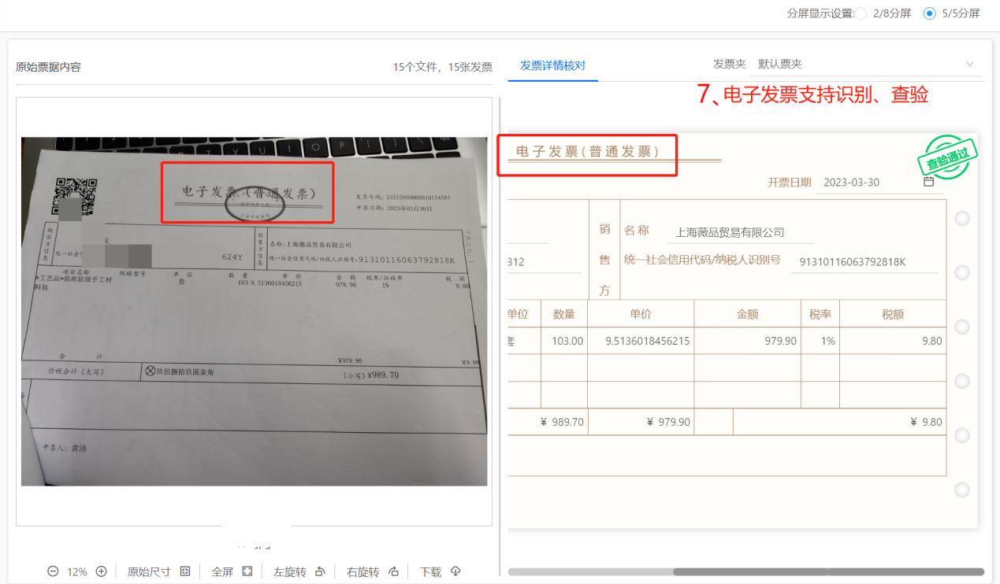 分屏显示设置: 2/8分屏 5/5分屏
原始票据内容 15个文件，15张发票
发票详情核对 发票夹 默认票夹
7、电子发票支持识别、查验
电子发票（普通发票）
发票号码: 23312000000010154581
开票日期: 2023年03月30日
购买方信息
统一社会
624Y
销售方信息
名称:上海薇品贸易有限公司
统一社会信用代码/纳税人识别号:91310116063792818K
项目名称 规格型号 单位 数量 单价 金额 税率/征收率 税额
*工艺品*掐丝珐琅手工材料包 套 103 9.5136018456215 979.90 1% 9.80
合计 ¥979.90 ¥9.80
价税合计（大写） 玖佰捌拾玖圆柒角 （小写）¥989.70
开票人: 黄沛
电子发票(普通发票)
查验通过
开票日期 2023-03-30
销售方
名称 上海薇品贸易有限公司
312
统一社会信用代码/纳税人识别号 91310116063792818K
单位 数量 单价 金额 税率 税额
套 103.00 9.5136018456215 979.90 1% 9.80
¥ 989.70 ¥ 979.90 ¥ 9.80
12% 原始尺寸 全屏 左旋转 右旋转 下载